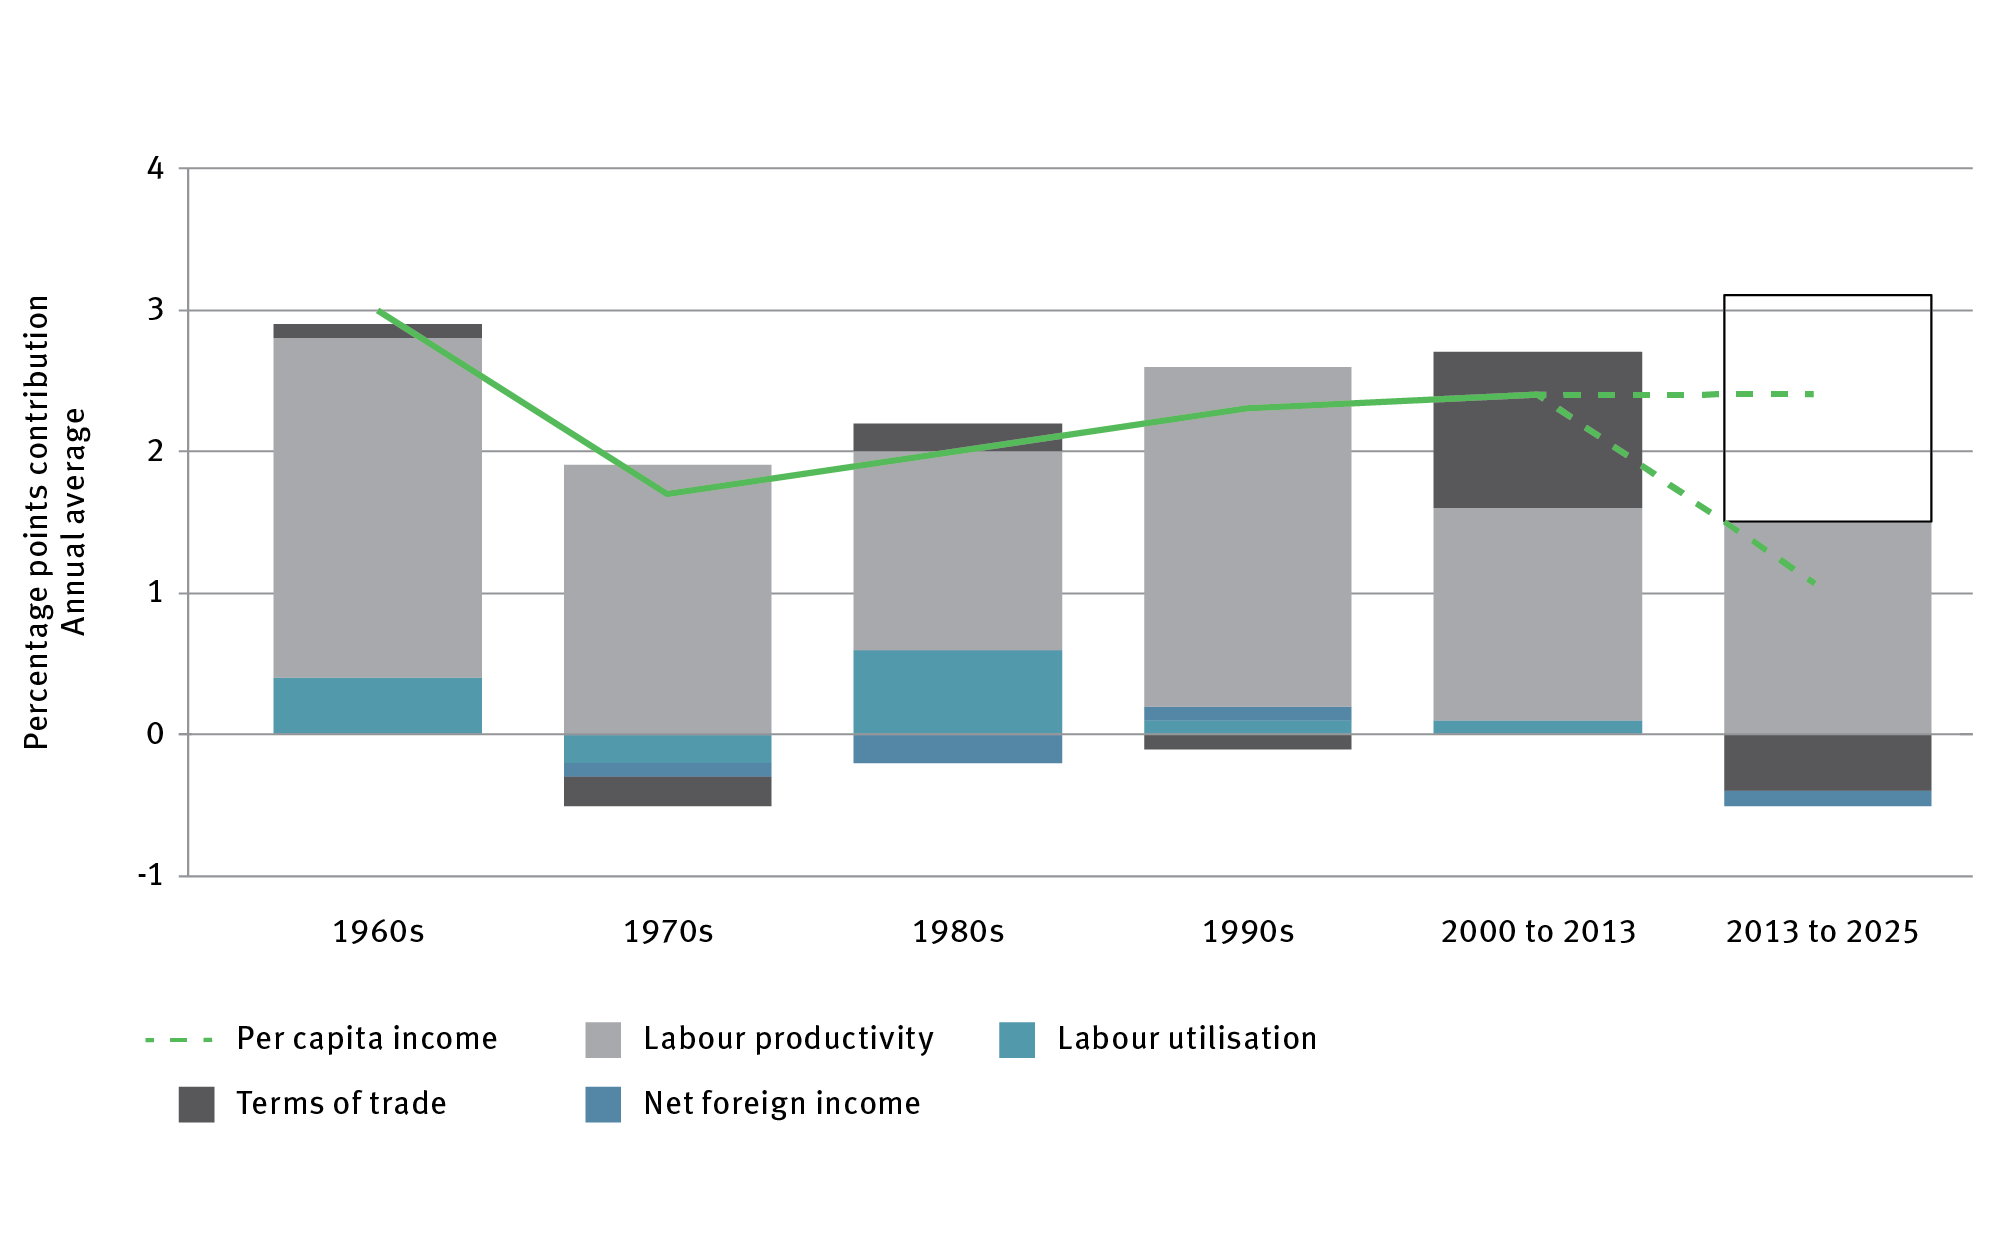 Percentage points contribution
Annual average
4
3
2
1
0
-1
1960s
1970s
1980s
1990s
2000 to 2013
2013 to 2025
Per capita income
Labour productivity
Labour utilisation
Terms of trade
Net foreign income